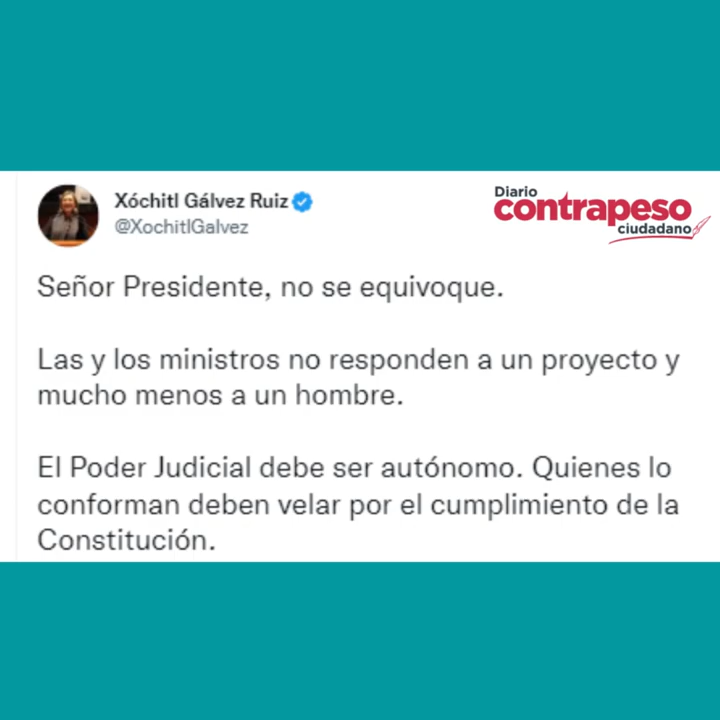 Xóchitl Gálvez Ruiz
@XochitlGalvez
Diario
contrapeso
ciudadano
Señor Presidente, no se equivoque.
Las y los ministros no responden a un proyecto y
mucho menos a un hombre.
El Poder Judicial debe ser autónomo. Quienes lo
conforman deben velar por el cumplimiento de la
Constitución.